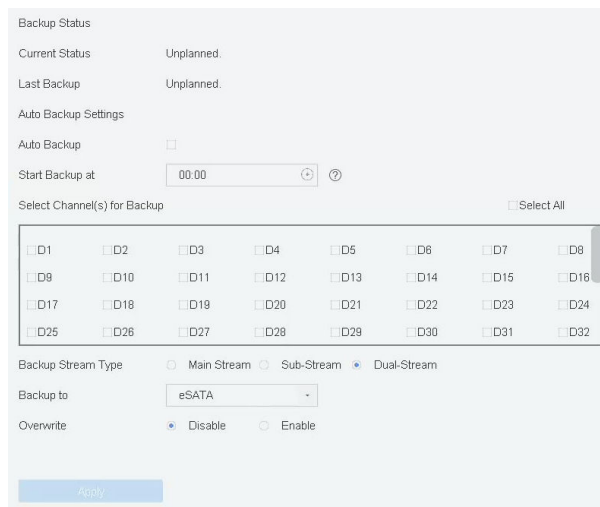 Backup Status
Current Status Unplanned.
Last Backup Unplanned.
Auto Backup Settings
Auto Backup
Start Backup at 00:00 ?
Select Channel(s) for Backup Select All
D1 D2 D3 D4 D5 D6 D7 D8
D9 D10 D11 D12 D13 D14 D15 D16
D17 D18 D19 D20 D21 D22 D23 D24
D25 D26 D27 D28 D29 D30 D31 D32
Backup Stream Type Main Stream Sub-Stream Dual-Stream
Backup to eSATA
Overwrite Disable Enable
Apply